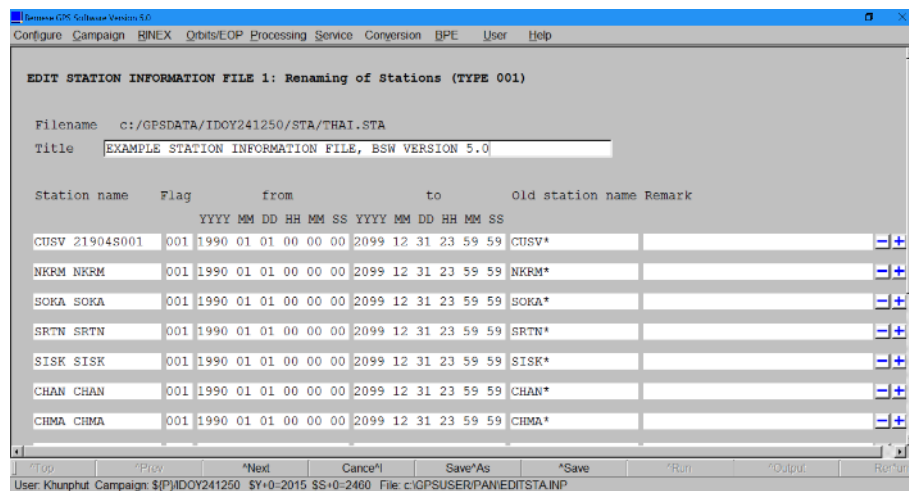 Bernese GPS Software Version 5.0
Configure Campaign RINEX Orbits/EOP Processing Service Conversion BPE User Help
EDIT STATION INFORMATION FILE 1: Renaming of Stations (TYPE 001)
Filename c:/GPSDATA/IDOY241250/STA/THAI.STA
Title EXAMPLE STATION INFORMATION FILE, BSW VERSION 5.0
Station name Flag from to Old station name Remark
YYYY MM DD HH MM SS YYYY MM DD HH MM SS
CUSV 21904S001 001 1990 01 01 00 00 00 2099 12 31 23 59 59 CUSV* - +
NKRM NKRM 001 1990 01 01 00 00 00 2099 12 31 23 59 59 NKRM* - +
SOKA SOKA 001 1990 01 01 00 00 00 2099 12 31 23 59 59 SOKA* - +
SRTN SRTN 001 1990 01 01 00 00 00 2099 12 31 23 59 59 SRTN* - +
SISK SISK 001 1990 01 01 00 00 00 2099 12 31 23 59 59 SISK* - +
CHAN CHAN 001 1990 01 01 00 00 00 2099 12 31 23 59 59 CHAN* - +
CHMA CHMA 001 1990 01 01 00 00 00 2099 12 31 23 59 59 CHMA* - +
^Top ^Prev ^Next Cance^l Save^As ^Save ^Run ^Output
User: Khunphut Campaign: ${P}/IDOY241250 $Y+0=2015 $S+0=2460 File: c:\GPSUSER/PAN\EDITSTA.INP